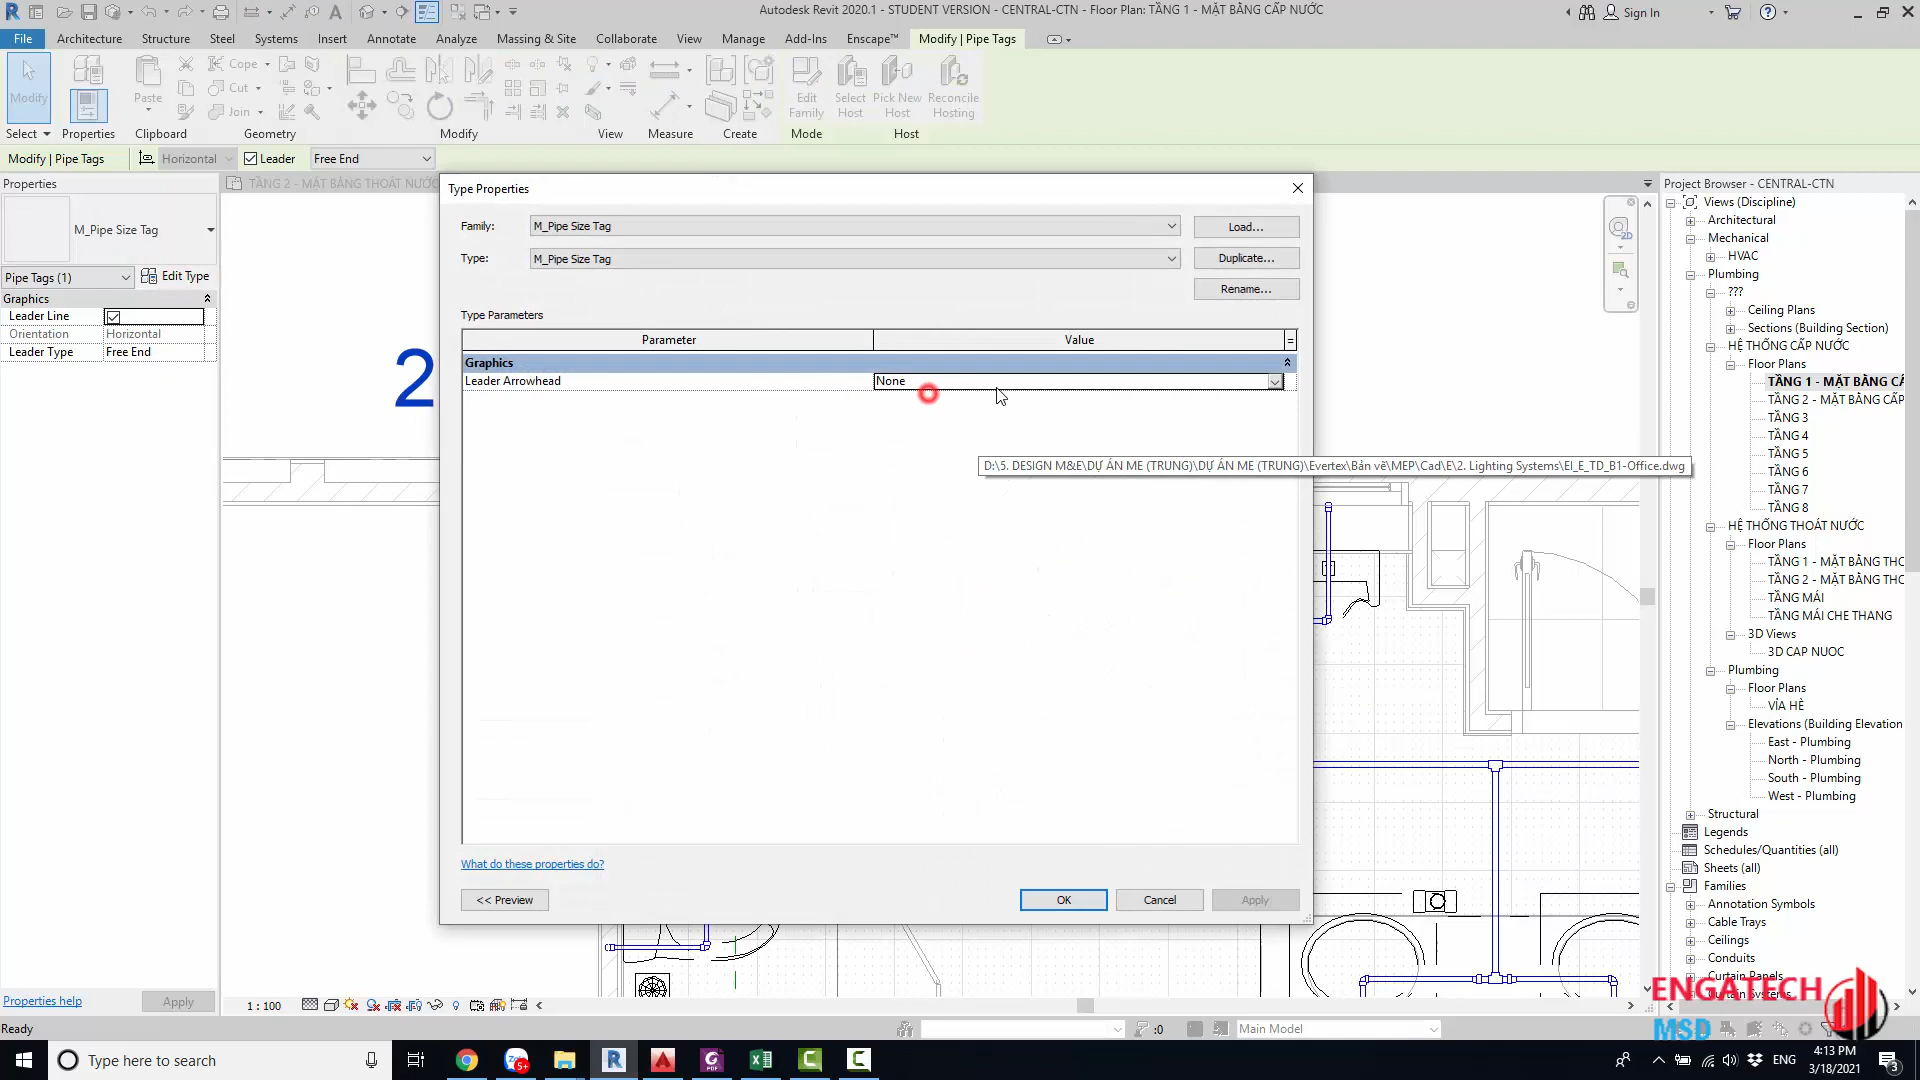 Autodesk Revit 2020.1 - STUDENT VERSION - CENTRAL-CTN - Floor Plan: TẦNG 1 - MẶT BẰNG CẤP NƯỚC
Sign In
File Architecture Structure Steel Systems Insert Annotate Analyze Massing & Site Collaborate View Manage Add-Ins Enscape™ Modify | Pipe Tags
Modify Paste Cope Cut Join Edit Family Select Host Pick New Host Reconcile Hosting
Select Properties Clipboard Geometry Modify View Measure Create Mode Host
Modify | Pipe Tags Horizontal Leader Free End
Properties
M_Pipe Size Tag
Pipe Tags (1) Edit Type
Graphics
Leader Line
Orientation Horizontal
Leader Type Free End
Properties help Apply
TẦNG 2 - MẶT BẰNG THOÁT NƯỚC
2
Type Properties
Family: M_Pipe Size Tag Load...
Type: M_Pipe Size Tag Duplicate...
Rename...
Type Parameters
Parameter Value =
Graphics
Leader Arrowhead None
D:\5. DESIGN M&E\DỰ ÁN ME (TRUNG)\DỰ ÁN ME (TRUNG)\Evertex\Bản vẽ\MEP\Cad\E\2. Lighting Systems\EI_E_TD_B1-Office.dwg
What do these properties do?
<< Preview OK Cancel Apply
2D
Project Browser - CENTRAL-CTN
Views (Discipline)
Architectural
Mechanical
HVAC
Plumbing
???
Ceiling Plans
Sections (Building Section)
HỆ THỐNG CẤP NƯỚC
Floor Plans
TẦNG 1 - MẶT BẰNG CẤ
TẦNG 2 - MẶT BẰNG CẤP
TẦNG 3
TẦNG 4
TẦNG 5
TẦNG 6
TẦNG 7
TẦNG 8
HỆ THỐNG THOÁT NƯỚC
Floor Plans
TẦNG 1 - MẶT BẰNG THO
TẦNG 2 - MẶT BẰNG THO
TẦNG MÁI
TẦNG MÁI CHE THANG
3D Views
3D CAP NUOC
Plumbing
Floor Plans
VỈA HÈ
Elevations (Building Elevation
East - Plumbing
North - Plumbing
South - Plumbing
West - Plumbing
Structural
Legends
Schedules/Quantities (all)
Sheets (all)
Families
Annotation Symbols
Cable Trays
Ceilings
Conduits
Curtain Panels
ENGATECH
MSD
1 : 100
Ready
:0 Main Model
Type here to search
5+
PDF
ENG
4:13 PM
3/18/2021
3